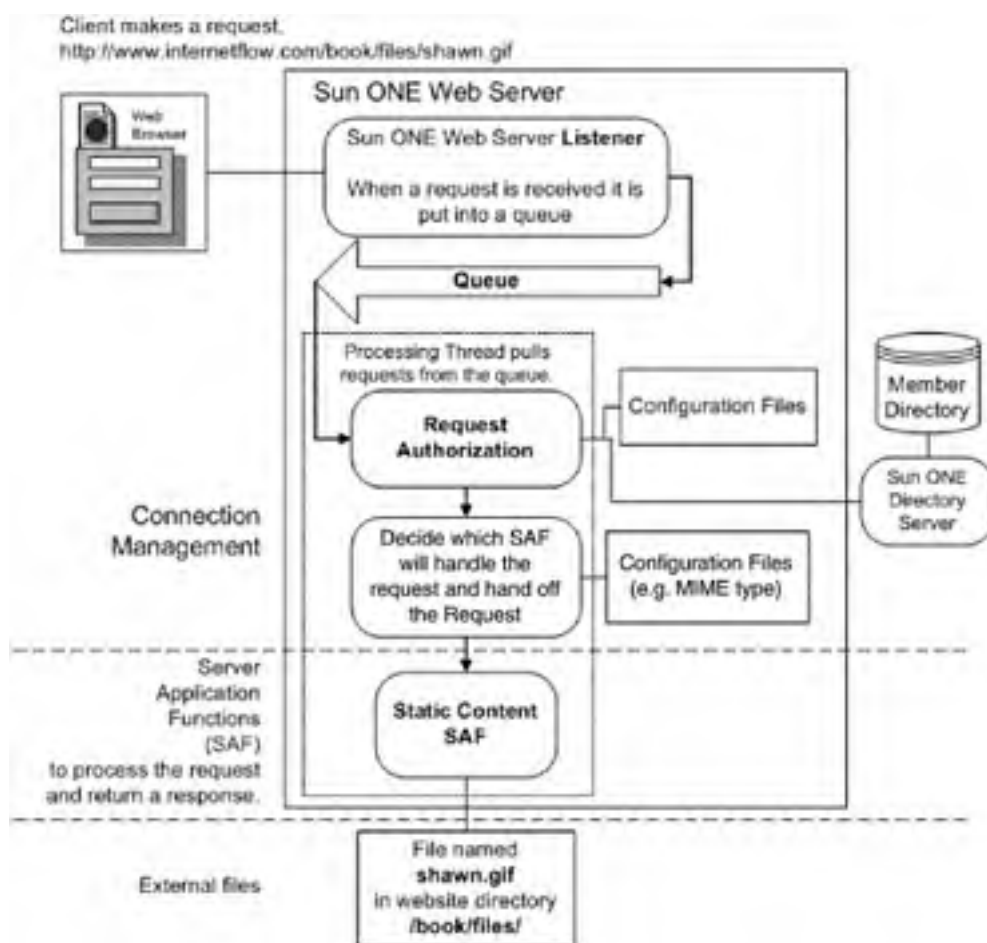 Client makes a request.
http://www.internetflow.com/book/files/shawn.gif
Sun ONE Web Server
Web
Browser
Sun ONE Web Server Listener
When a request is received it is
put into a queue
Queue
Processing Thread pulls
requests from the queue.
Request
Authorization
Configuration Files
Member
Directory
Sun ONE
Directory
Server
Connection
Management
Decide which SAF
will handle the
request and hand off
the Request
Configuration Files
(e.g. MIME type)
Server
Application
Functions
(SAF)
to process the request
and return a response.
Static Content
SAF
External files
File named
shawn.gif
in website directory
/book/files/